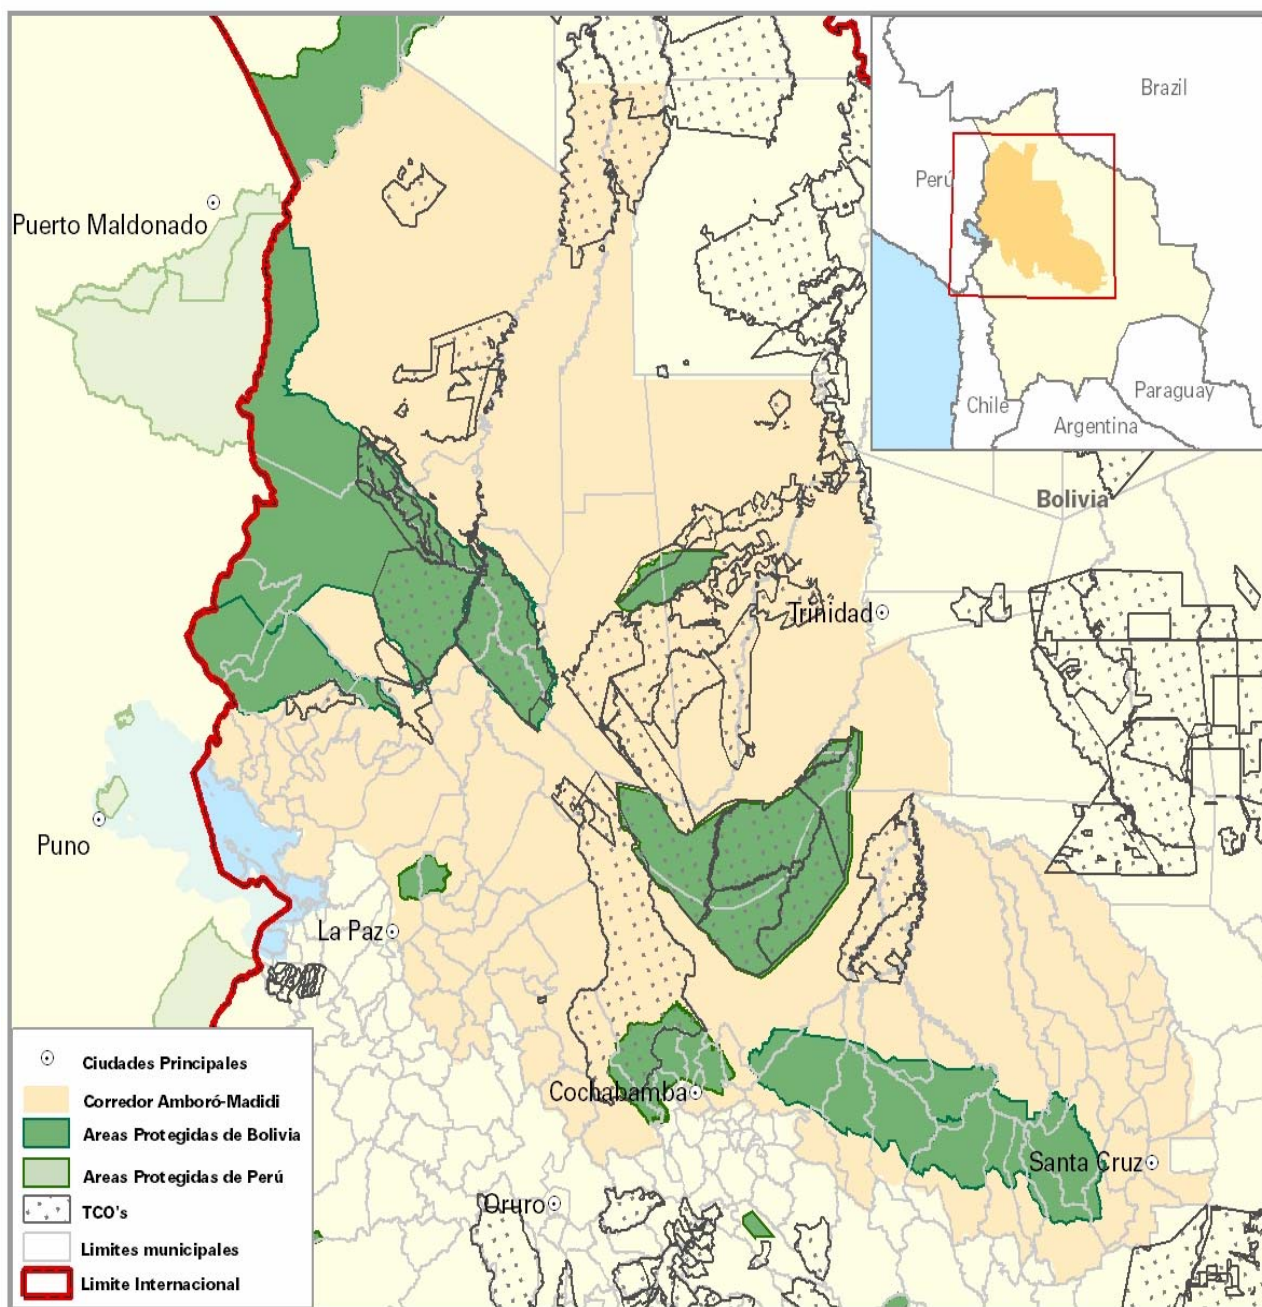 Brazil
Perú
Puerto Maldonado
Paraguay
Chile
Argentina
Bolivia
Trinidad
Puno
La Paz
Ciudades Principales
Cochabamba
Corredor Amboró-Madidi
Areas Protegidas de Bolivia
Santa Cruz
Areas Protegidas de Perú
Oruro
TCO's
Limites municipales
Limite Internacional